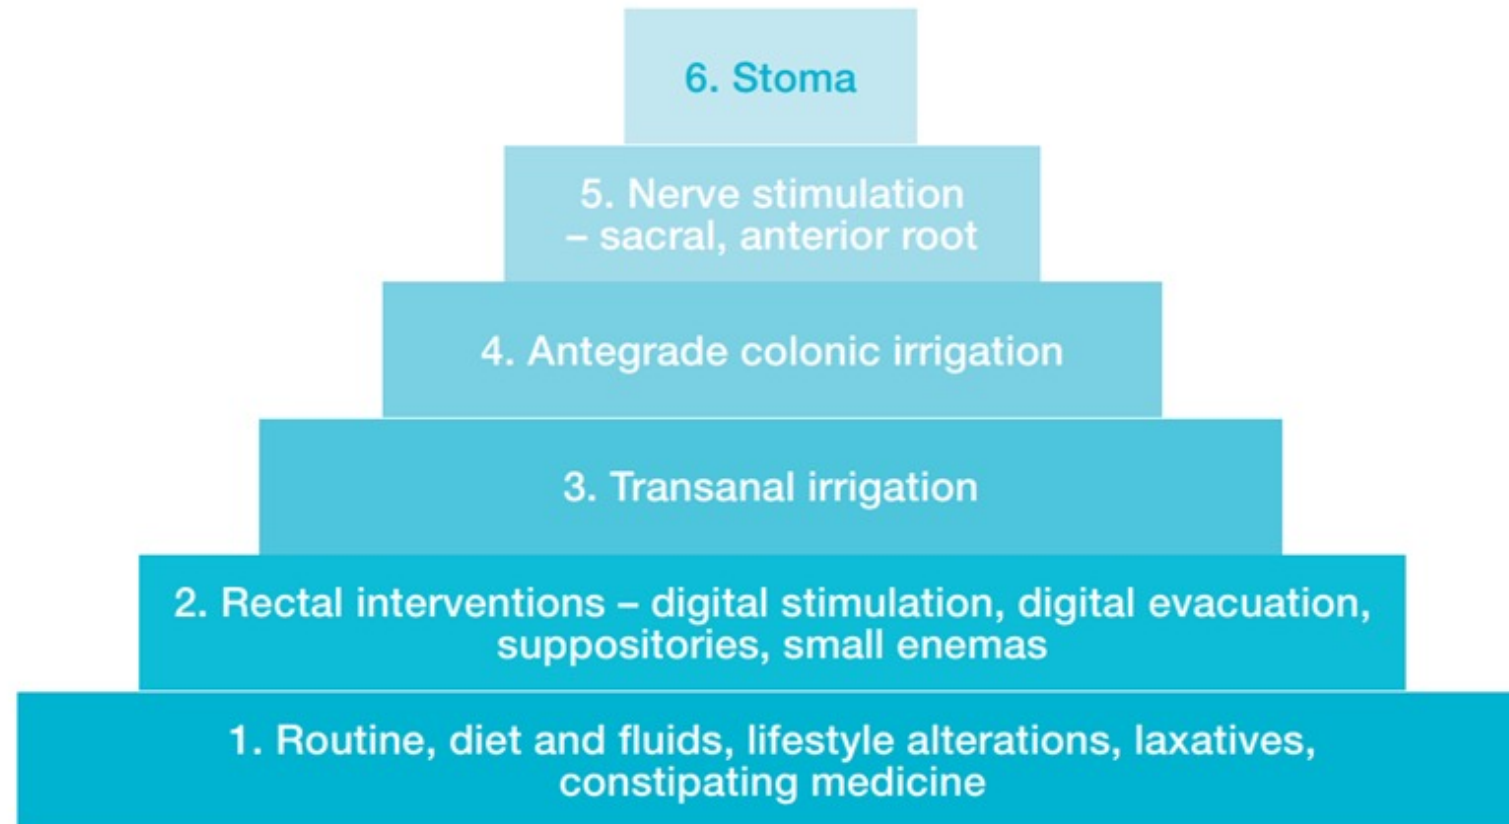 6. Stoma
5. Nerve stimulation
– sacral, anterior root
4. Antegrade colonic irrigation
3. Transanal irrigation
2. Rectal interventions – digital stimulation, digital evacuation,
suppositories, small enemas
1. Routine, diet and fluids, lifestyle alterations, laxatives,
constipating medicine